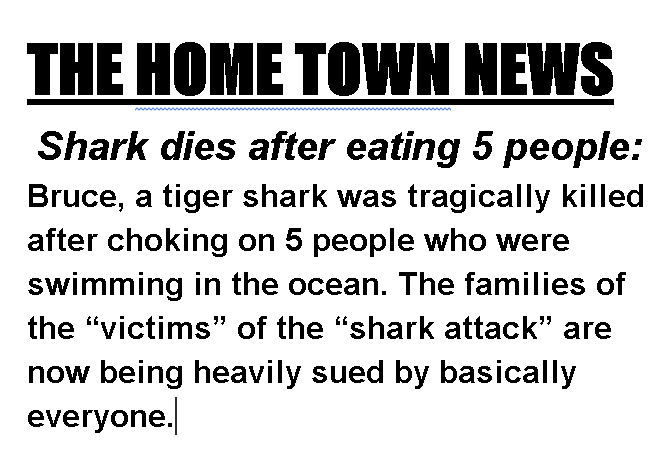 THE HOME TOWN NEWS
Shark dies after eating 5 people:
Bruce, a tiger shark was tragically killed
after choking on 5 people who were
swimming in the ocean. The families of
the “victims” of the “shark attack” are
now being heavily sued by basically
everyone.